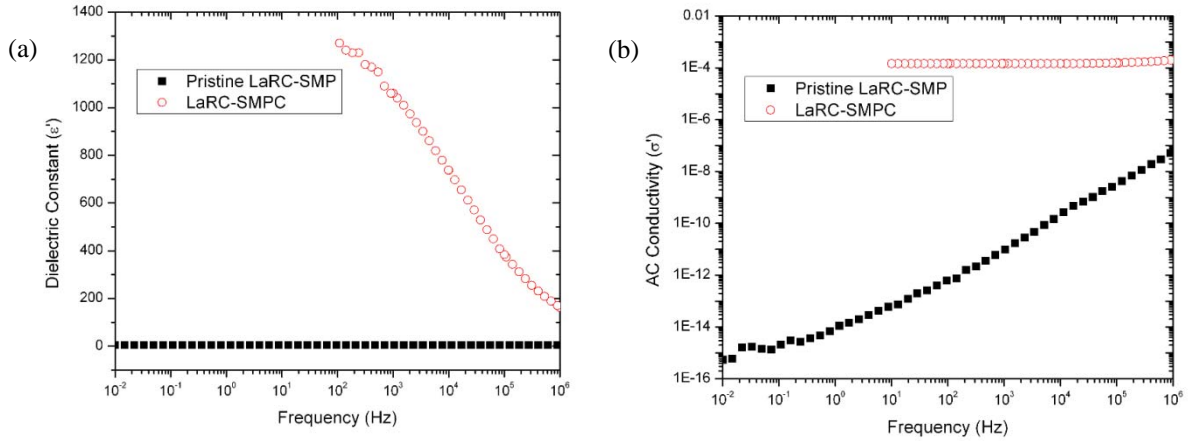 (a)
1400
1200
1000
800
600
400
200
0
Dielectric Constant (ε')
Pristine LaRC-SMP
LaRC-SMPC
10⁻² 10⁻¹ 10⁰ 10¹ 10² 10³ 10⁴ 10⁵ 10⁶
Frequency (Hz)
(b)
0.01
1E-4
1E-6
1E-8
1E-10
1E-12
1E-14
1E-16
AC Conductivity (σ')
Pristine LaRC-SMP
LaRC-SMPC
10⁻² 10⁻¹ 10⁰ 10¹ 10² 10³ 10⁴ 10⁵ 10⁶
Frequency (Hz)